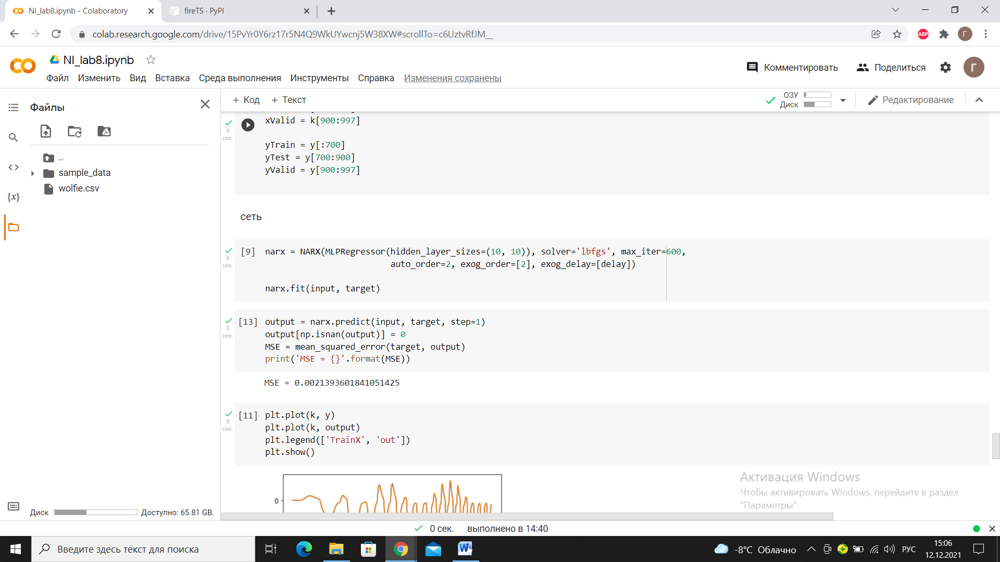 NI_lab8.ipynb - Colaboratory
fireTS · PyPI
colab.research.google.com/drive/15PvYr0Y6rz17r5N4Q9WkUYwcnj5W38XW#scrollTo=c6UztvRfJM__
ABP
Г
NI_lab8.ipynb
Комментировать
Поделиться
Г
Файл Изменить Вид Вставка Среда выполнения Инструменты Справка Изменения сохранены
Файлы
+ Код + Текст
ОЗУ
Диск
Редактирование
..
sample_data
wolfie.csv
{x}
0
сек.
xValid = k[900:997]
yTrain = y[:700]
yTest = y[700:900]
yValid = y[900:997]
сеть
0
сек.
[9] narx = NARX(MLPRegressor(hidden_layer_sizes=(10, 10)), solver='lbfgs', max_iter=600,
auto_order=2, exog_order=[2], exog_delay=[delay])
narx.fit(input, target)
0
сек.
[13] output = narx.predict(input, target, step=1)
output[np.isnan(output)] = 0
MSE = mean_squared_error(target, output)
print('MSE = {}'.format(MSE))
MSE = 0.0021393601841051425
0
сек.
[11] plt.plot(k, y)
plt.plot(k, output)
plt.legend(['TrainX', 'out'])
plt.show()
0
Активация Windows
Чтобы активировать Windows, перейдите в раздел
"Параметры".
Диск
Доступно: 65.81 GB.
0 сек. выполнено в 14:40
Введите здесь текст для поиска
-8°C Облачно
РУС
15:06
12.12.2021